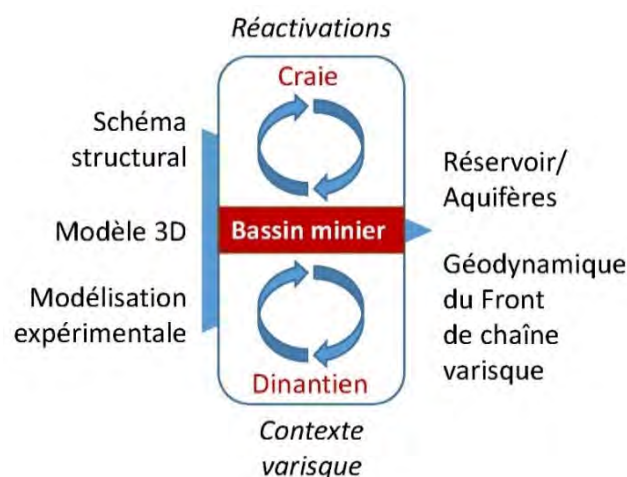 Réactivations
Craie
Schéma
structural
Modèle 3D
Modélisation
expérimentale
Bassin minier
Réservoir/
Aquifères
Géodynamique
du Front
de chaîne
varisque
Dinantien
Contexte
varisque